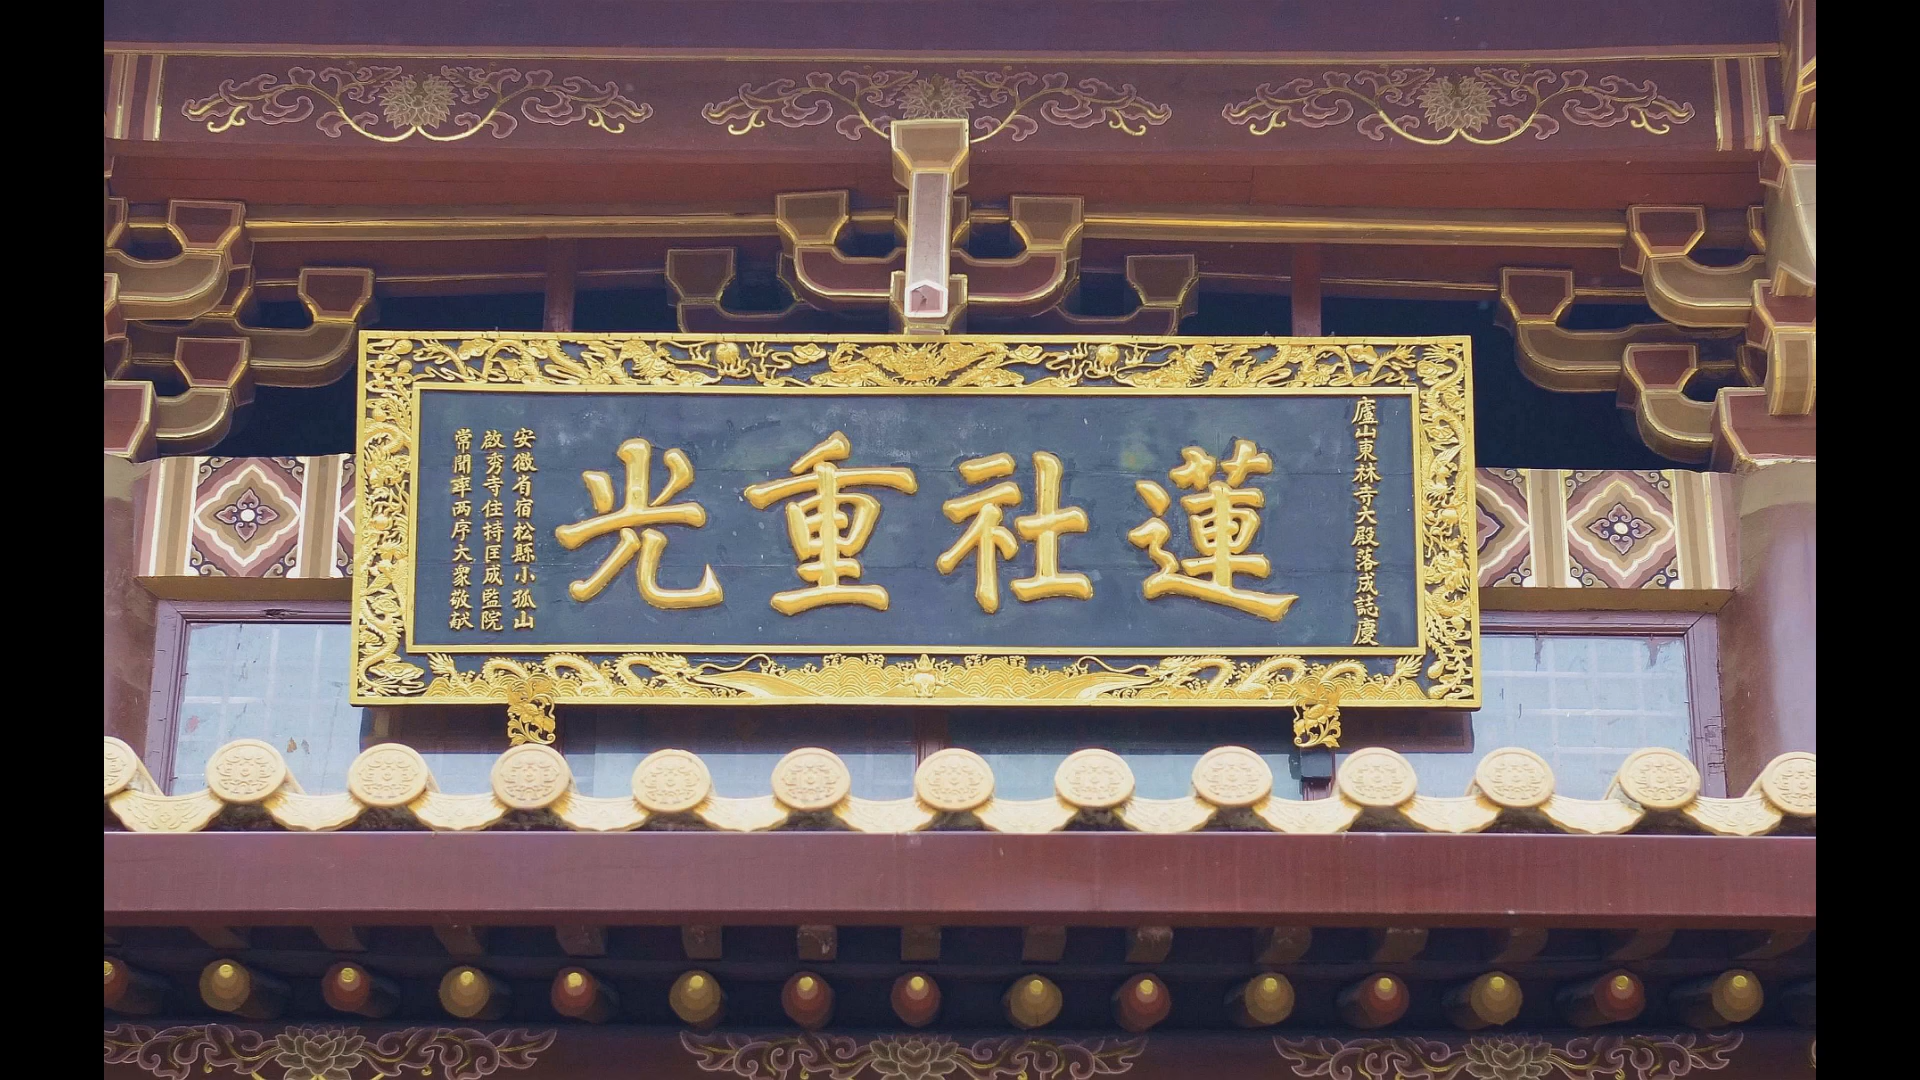 廬山東林寺大殿落成誌慶
蓮社重光
安徽省宿松縣小孤山
啟秀寺住持匡成監院
常聞率两序大衆敬献